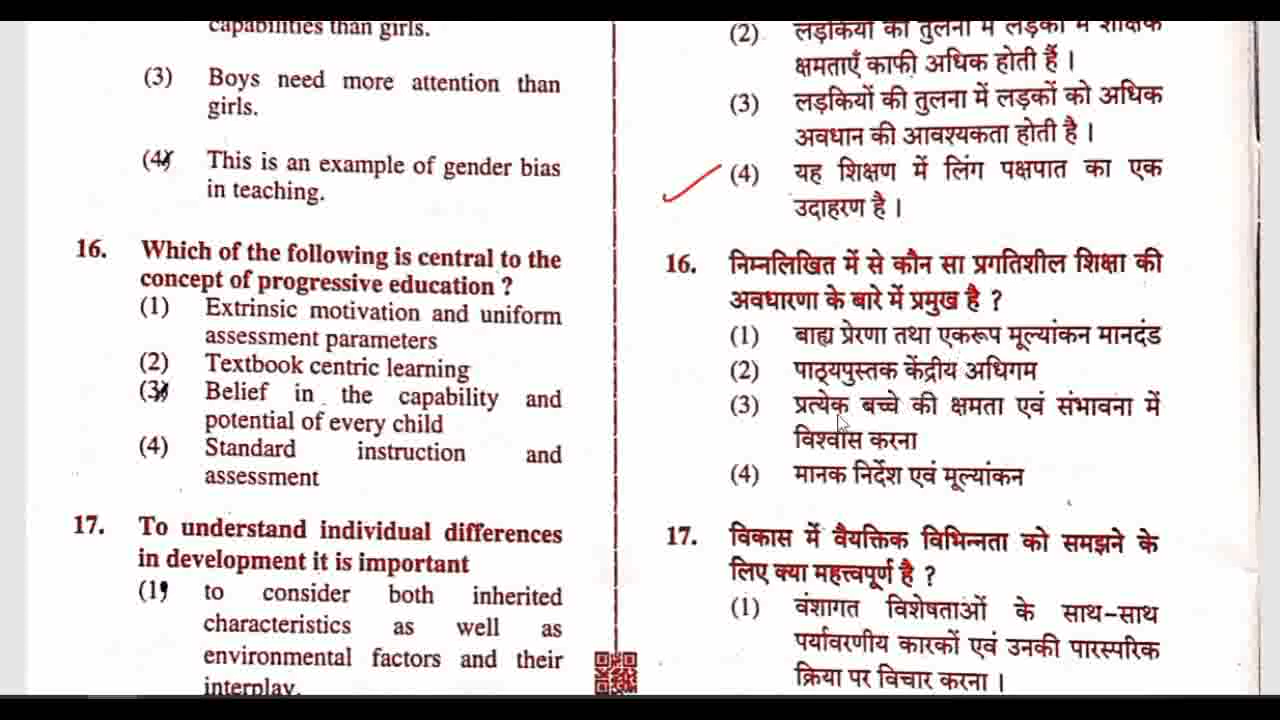 capabilities than girls.
(3) Boys need more attention than
girls.
(4) This is an example of gender bias
in teaching.
16. Which of the following is central to the
concept of progressive education ?
(1) Extrinsic motivation and uniform
assessment parameters
(2) Textbook centric learning
(3) Belief in the capability and
potential of every child
(4) Standard instruction and
assessment
17. To understand individual differences
in development it is important
(1) to consider both inherited
characteristics as well as
environmental factors and their
interplay.
(2) लड़कियों की तुलना में लड़कों में शैक्षिक
क्षमताएँ काफी अधिक होती हैं ।
(3) लड़कियों की तुलना में लड़कों को अधिक
अवधान की आवश्यकता होती है ।
(4) यह शिक्षण में लिंग पक्षपात का एक
उदाहरण है ।
16. निम्नलिखित में से कौन सा प्रगतिशील शिक्षा की
अवधारणा के बारे में प्रमुख है ?
(1) बाह्य प्रेरणा तथा एकरूप मूल्यांकन मानदंड
(2) पाठ्यपुस्तक केंद्रीय अधिगम
(3) प्रत्येक बच्चे की क्षमता एवं संभावना में
विश्वास करना
(4) मानक निर्देश एवं मूल्यांकन
17. विकास में वैयक्तिक विभिन्नता को समझने के
लिए क्या महत्त्वपूर्ण है ?
(1) वंशागत विशेषताओं के साथ-साथ
पर्यावरणीय कारकों एवं उनकी पारस्परिक
क्रिया पर विचार करना ।